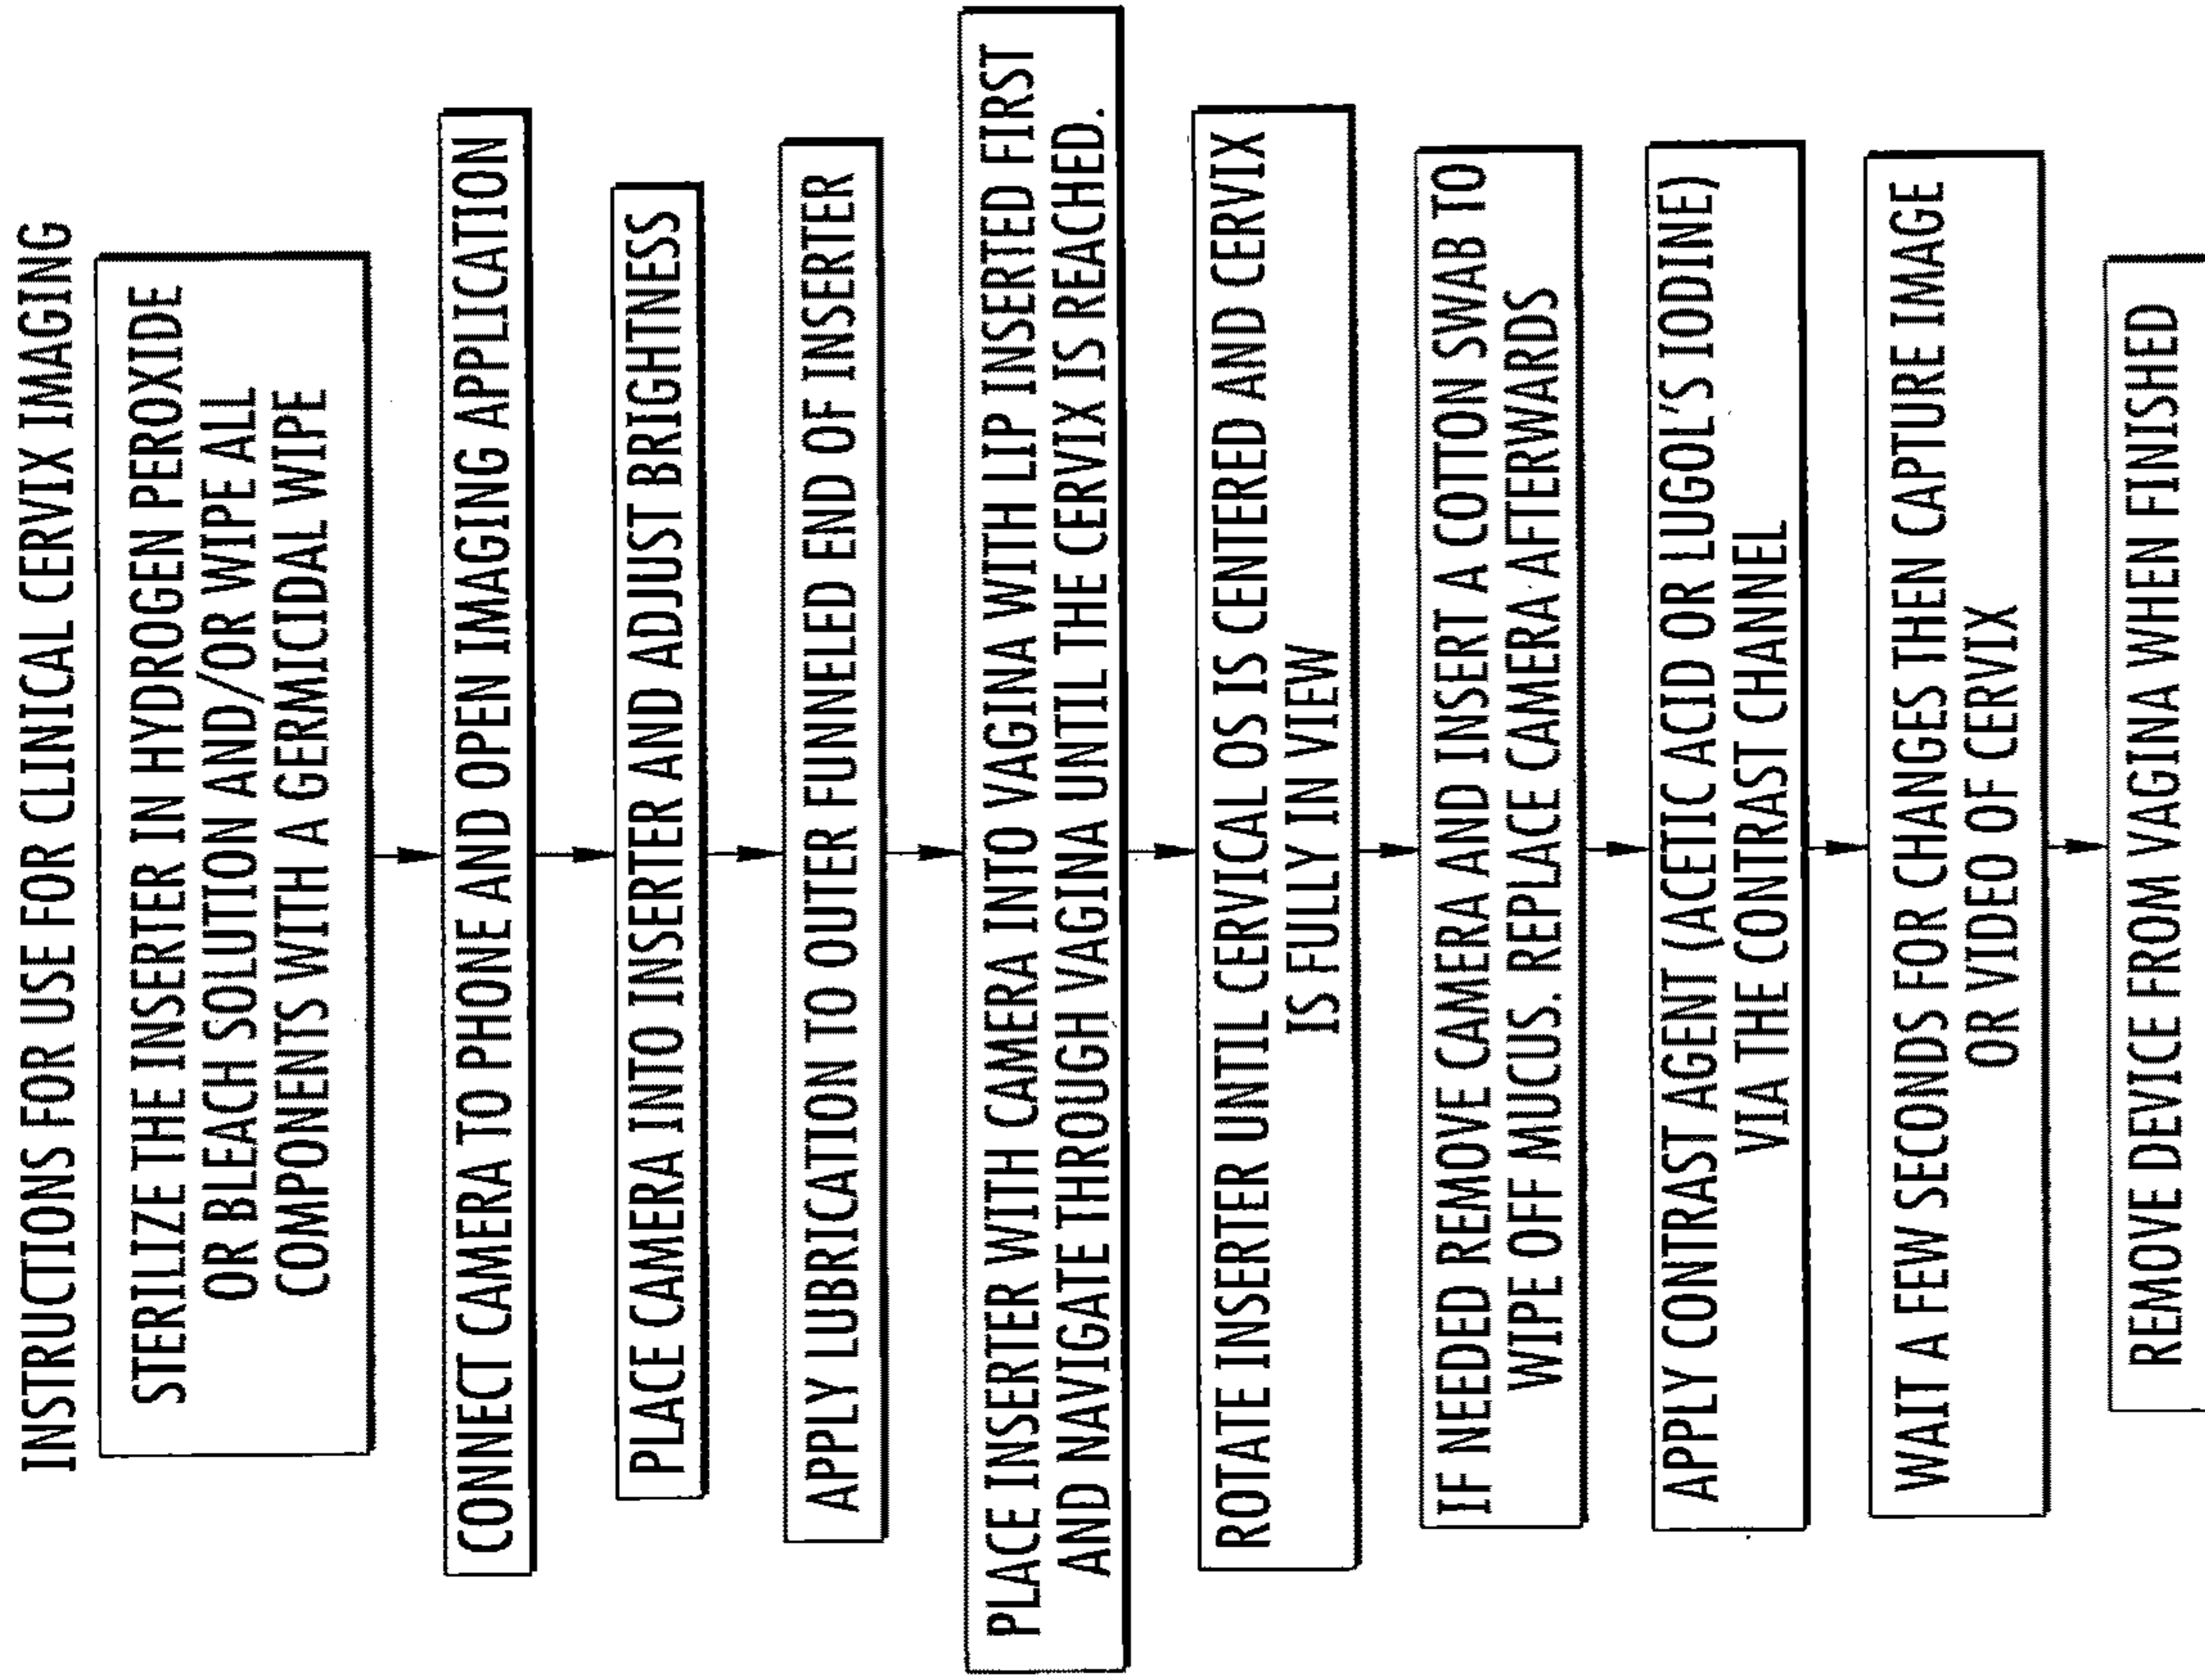 INSTRUCTIONS FOR USE FOR CLINICAL CERVIX IMAGING
STERILIZE THE INSERTER IN HYDROGEN PEROXIDE
OR BLEACH SOLUTION AND/OR WIPE ALL
COMPONENTS WITH A GERMICIDAL WIPE
CONNECT CAMERA TO PHONE AND OPEN IMAGING APPLICATION
PLACE CAMERA INTO INSERTER AND ADJUST BRIGHTNESS
APPLY LUBRICATION TO OUTER FUNNELED END OF INSERTER
PLACE INSERTER WITH CAMERA INTO VAGINA WITH LIP INSERTED FIRST
AND NAVIGATE THROUGH VAGINA UNTIL THE CERVIX IS REACHED.
ROTATE INSERTER UNTIL CERVICAL OS IS CENTERED AND CERVIX
IS FULLY IN VIEW
IF NEEDED REMOVE CAMERA AND INSERT A COTTON SWAB TO
WIPE OFF MUCUS. REPLACE CAMERA AFTERWARDS
APPLY CONTRAST AGENT (ACETIC ACID OR LUGOL'S IODINE)
VIA THE CONTRAST CHANNEL
WAIT A FEW SECONDS FOR CHANGES THEN CAPTURE IMAGE
OR VIDEO OF CERVIX
REMOVE DEVICE FROM VAGINA WHEN FINISHED